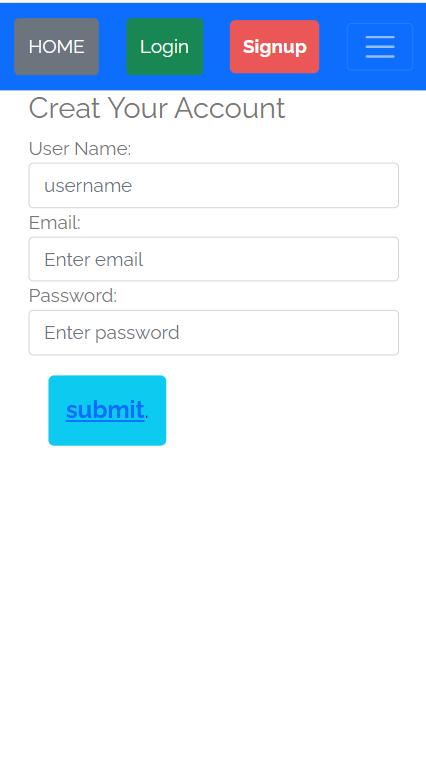 HOME Login Signup
Creat Your Account
User Name:
username
Email:
Enter email
Password:
Enter password
submit.